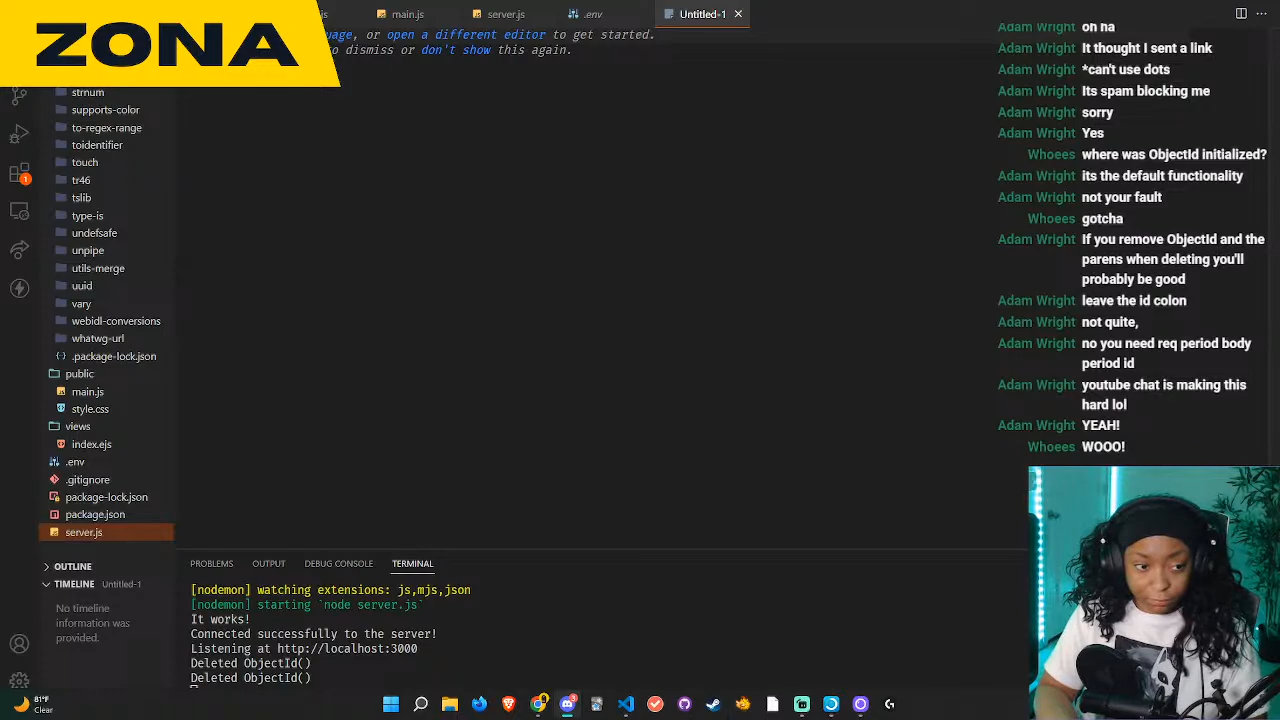 ZONA
js
main.js
server.js
.env
Untitled-1
uage, or open a different editor to get started.
to dismiss or don't show this again.
strnum
supports-color
to-regex-range
toidentifier
touch
tr46
tslib
type-is
undefsafe
unpipe
utils-merge
uuid
vary
webidl-conversions
whatwg-url
.package-lock.json
public
main.js
style.css
views
index.ejs
.env
.gitignore
package-lock.json
package.json
server.js
OUTLINE
TIMELINE Untitled-1
No timeline
information was
provided.
1
PROBLEMS OUTPUT DEBUG CONSOLE TERMINAL
[nodemon] watching extensions: js,mjs,json
[nodemon] starting `node server.js`
It works!
Connected successfully to the server!
Listening at http://localhost:3000
Deleted ObjectId()
Deleted ObjectId()
Adam Wright oh ha
Adam Wright It thought I sent a link
Adam Wright *can't use dots
Adam Wright Its spam blocking me
Adam Wright sorry
Adam Wright Yes
Whoees where was ObjectId initialized?
Adam Wright its the default functionality
Adam Wright not your fault
Whoees gotcha
Adam Wright If you remove ObjectId and the
parens when deleting you'll
probably be good
Adam Wright leave the id colon
Adam Wright not quite,
Adam Wright no you need req period body
period id
Adam Wright youtube chat is making this
hard lol
Adam Wright YEAH!
Whoees WOOO!
81°F
Clear